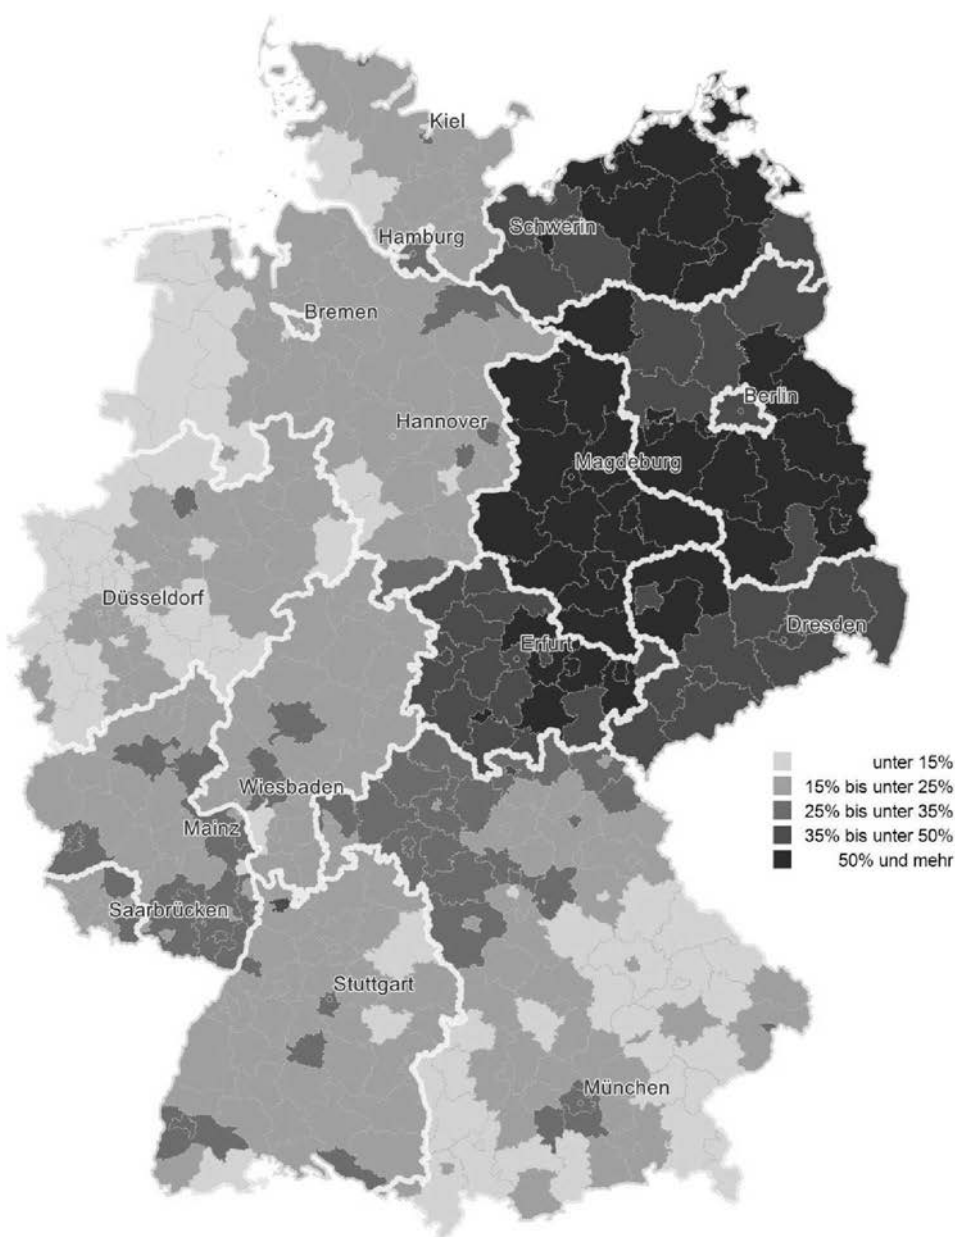 Kiel
Schwerin
Hamburg
Bremen
Berlin
Hannover
Magdeburg
Düsseldorf
Dresden
Erfurt
unter 15%
15% bis unter 25%
25% bis unter 35%
35% bis unter 50%
50% und mehr
Wiesbaden
Mainz
Saarbrücken
Stuttgart
München